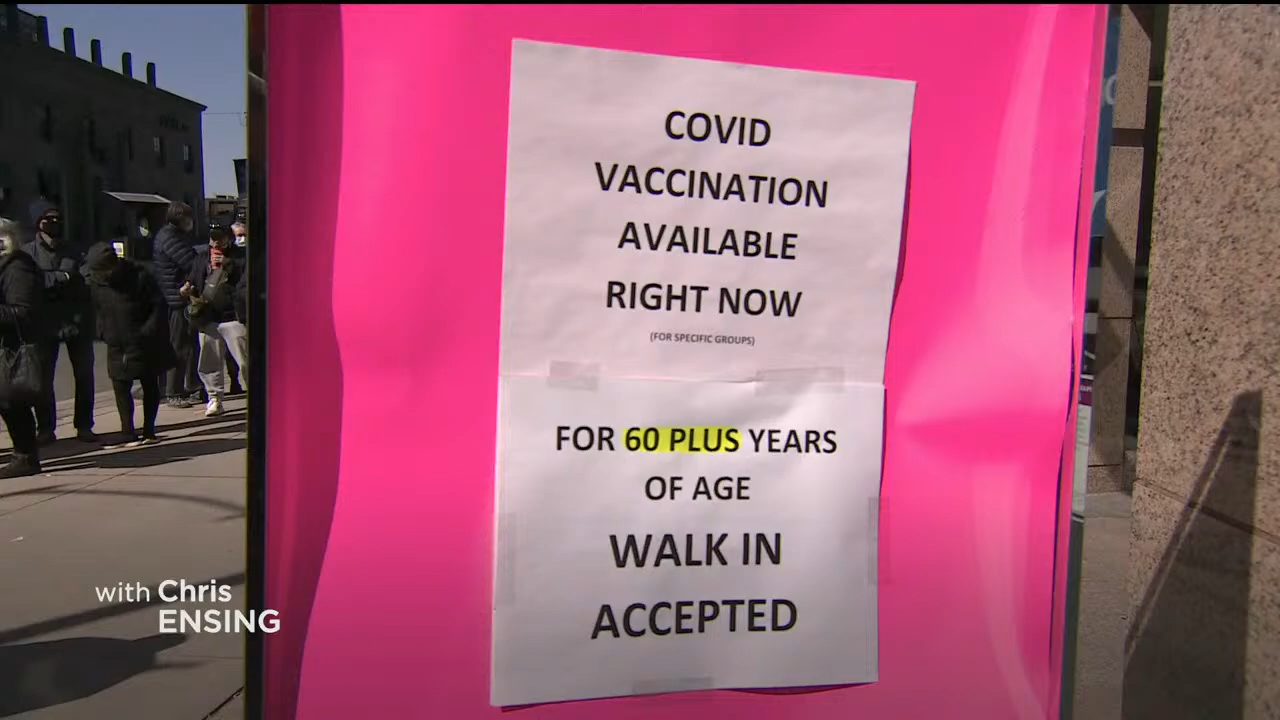 COVID
VACCINATION
AVAILABLE
RIGHT NOW
(FOR SPECIFIC GROUPS)
FOR 60 PLUS YEARS
OF AGE
WALK IN
ACCEPTED
with Chris
ENSING